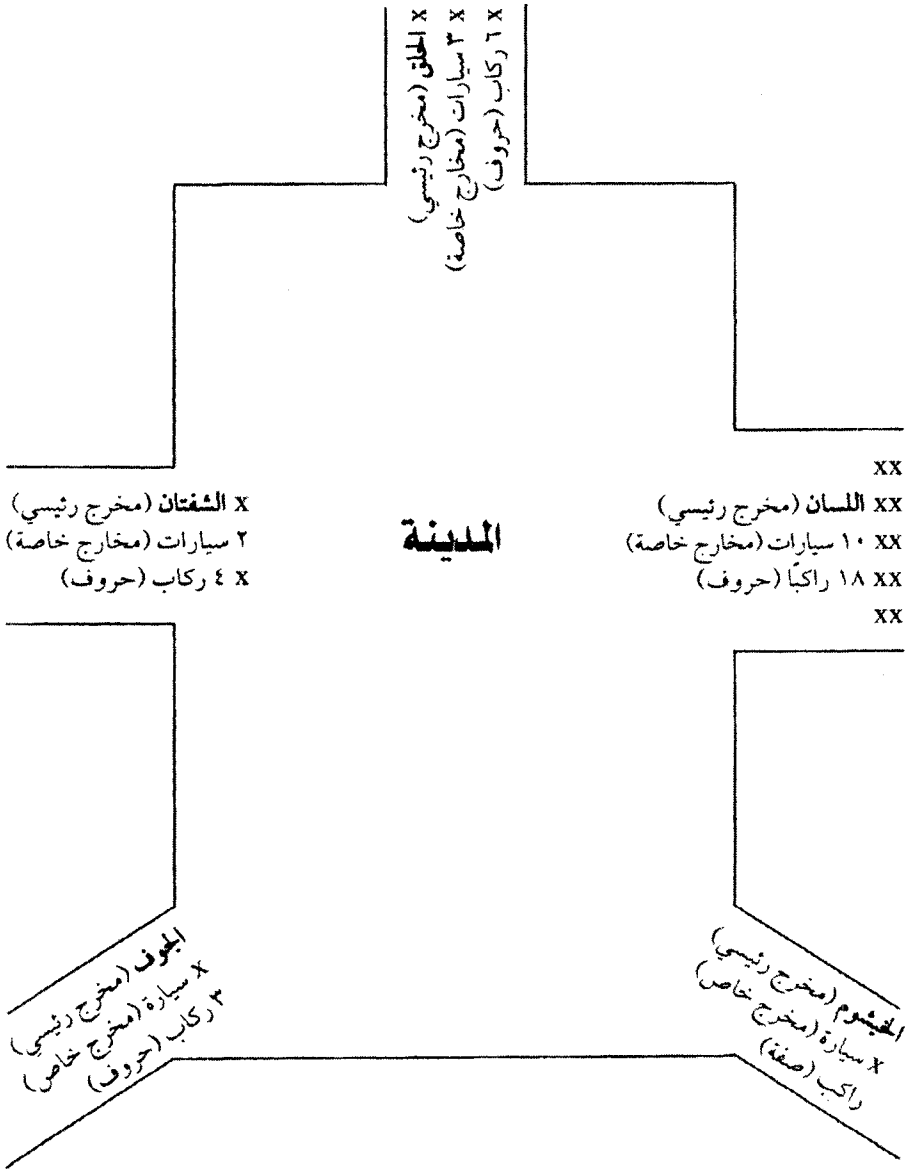 x الحلق (مخرج رئيسي)
x ٣ سيارات (مخارج خاصة)
x ٦ ركاب (حروف)
xx
xx اللسان (مخرج رئيسي)
xx ١٠ سيارات (مخارج خاصة)
xx ١٨ راكبًا (حروف)
xx
المدينة
x الشفتان (مخرج رئيسي)
٢ سيارات (مخارج خاصة)
x ٤ ركاب (حروف)
الخيشوم (مخرج رئيسي)
x سيارة (مخرج خاص)
راكب (صفة)
الجوف (مخرج رئيسي)
x سيارة (مخرج خاص)
٣ ركاب (حروف)